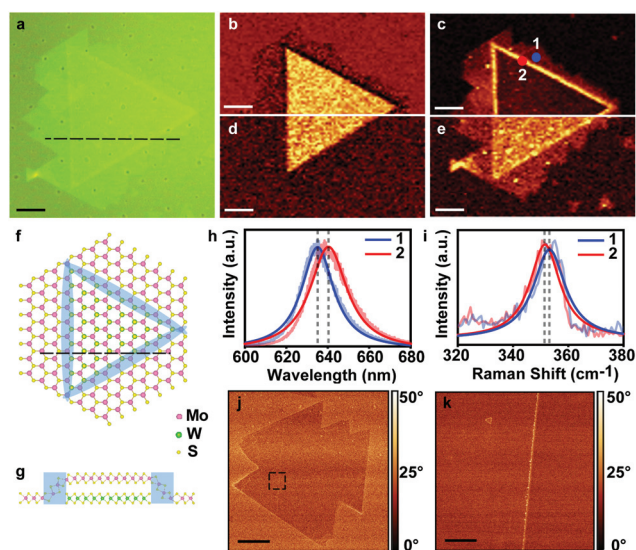 a
b
c
1
2
d
e
f
h
1
2
Intensity (a.u.)
600 620 640 660 680
Wavelength (nm)
i
1
2
Intensity (a.u.)
320 340 360 380
Raman Shift (cm-1)
Mo
W
S
g
j
50°
25°
0°
k
50°
25°
0°